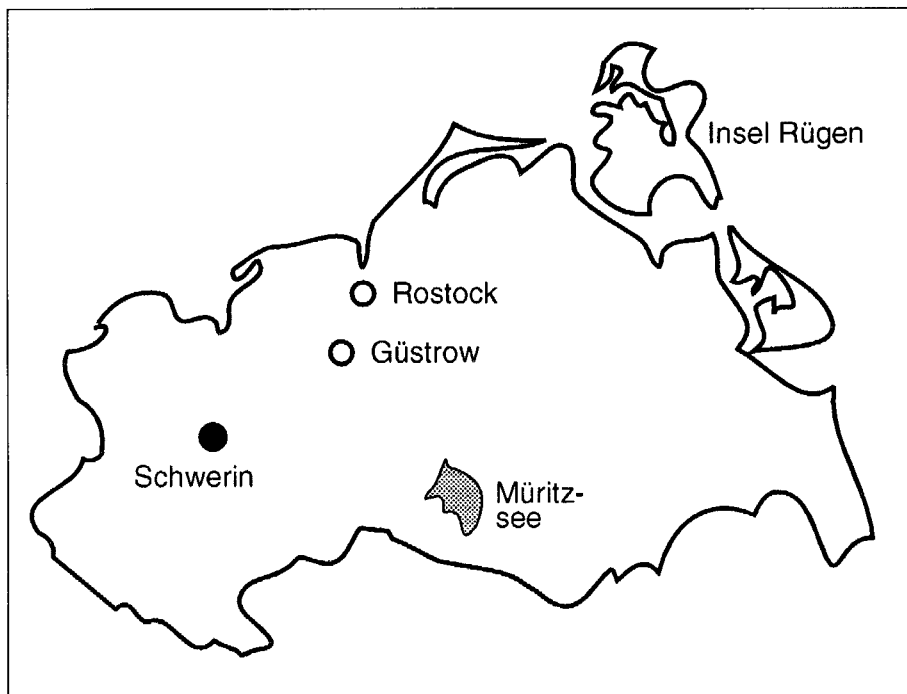 Insel Rügen
Rostock
Güstrow
Schwerin
Müritz-
see